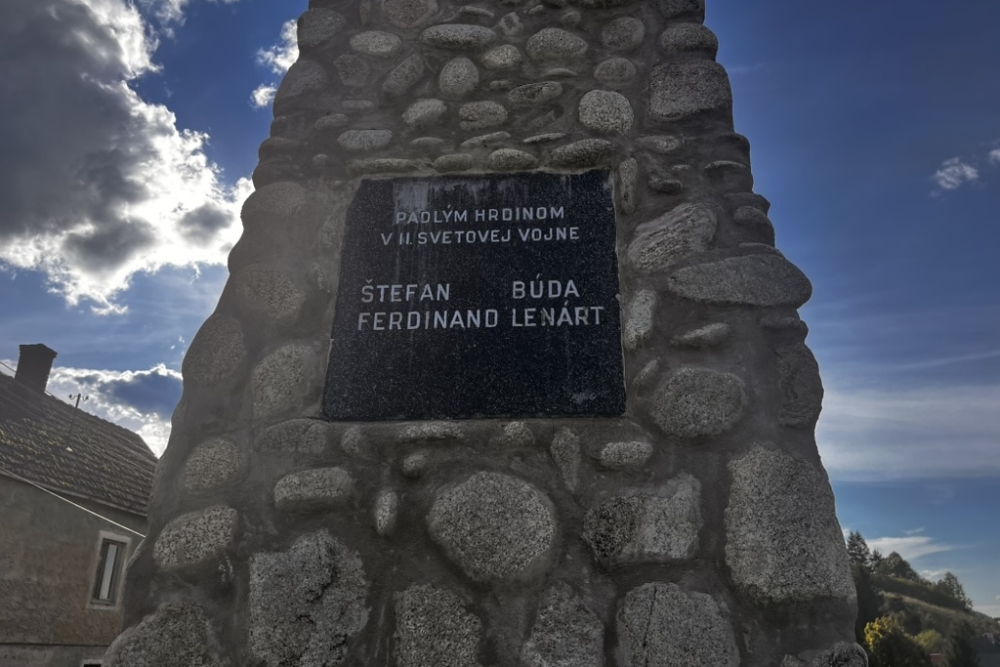 PADLÝM HRDINOM
V II. SVETOVEJ VOJNE
ŠTEFAN BÚDA
FERDINAND LENÁRT